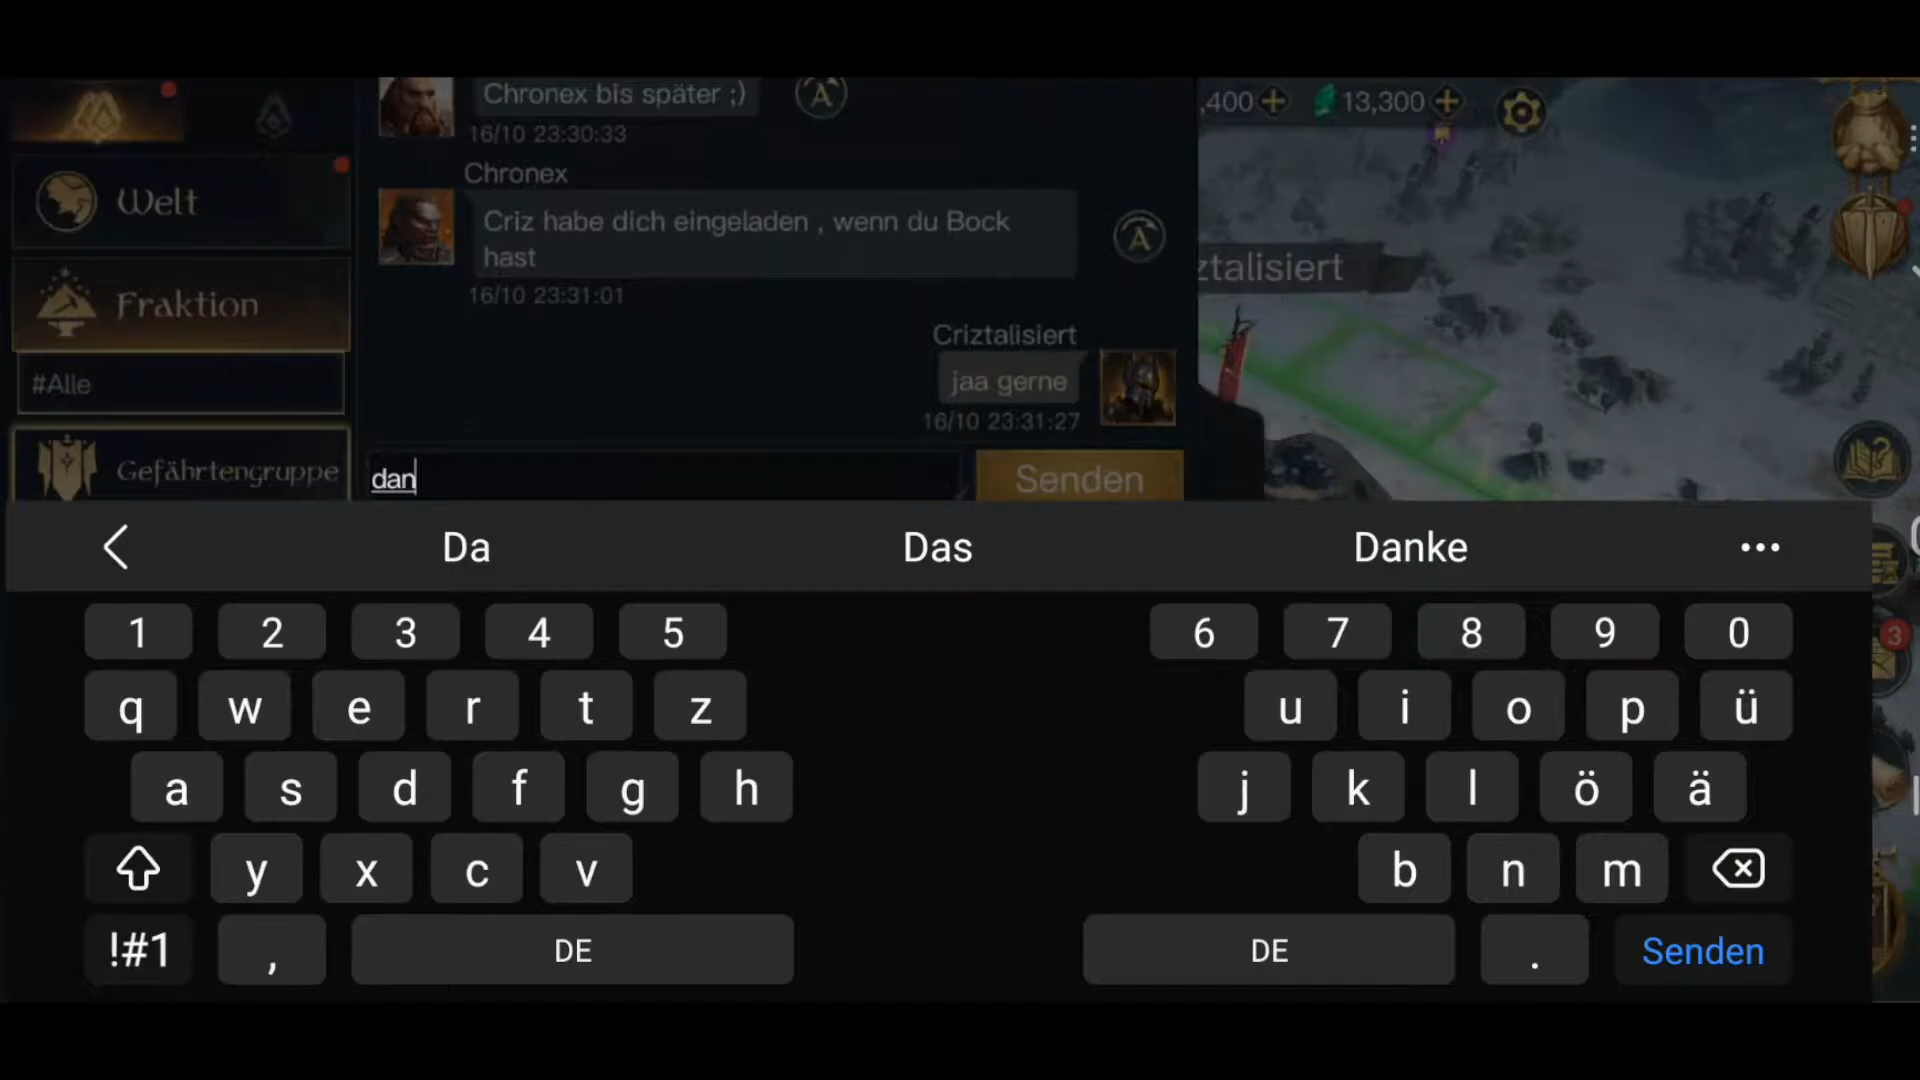 Chronex bis später ;)
16/10 23:30:33
,400
13,300
Welt
Chronex
Criz habe dich eingeladen , wenn du Bock
hast
16/10 23:31:01
ztalisiert
Fraktion
Criztalisiert
jaa gerne
16/10 23:31:27
#Alle
Gefährtengruppe
dan
Senden
Da
Das
Danke
1 2 3 4 5 6 7 8 9 0
3
q w e r t z u i o p ü
a s d f g h j k l ö ä
y x c v b n m
!#1 , DE DE . Senden